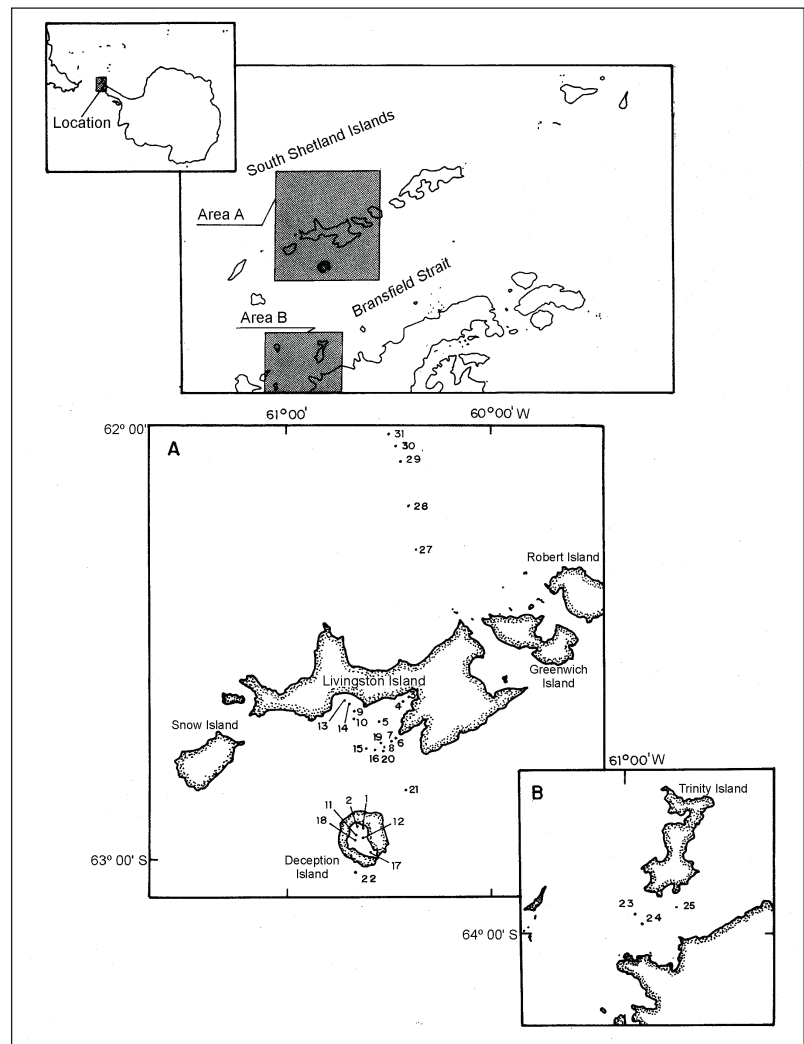 Location
South Shetland Islands
Area A
Bransfield Strait
Area B
61°00' 60°00' W
62° 00'
A
31
30
29
28
27
Robert Island
Greenwich
Island
Livingston Island
4
9
13
14
10
5
19
7
6
15
8
16
20
Snow Island
21
2
1
11
12
18
17
Deception
Island
63° 00' S
22
61°00' W
B
Trinity Island
23
25
24
64° 00' S